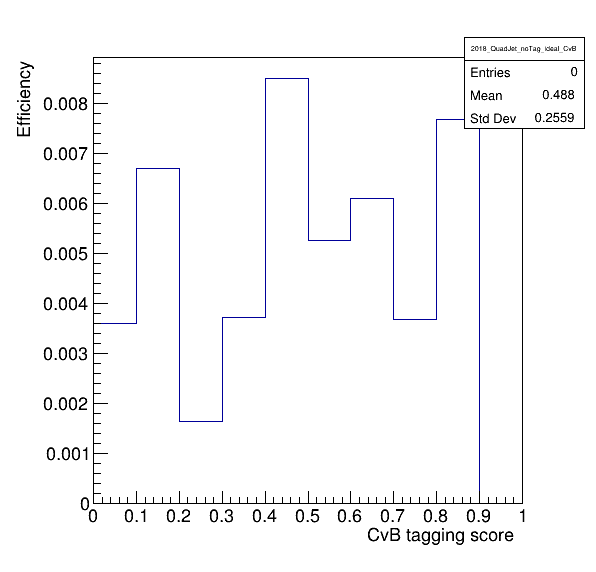 2018_QuadJet_noTag_ideal_CvB
Entries 0
Mean 0.488
Std Dev 0.2559
Efficiency
0.008
0.007
0.006
0.005
0.004
0.003
0.002
0.001
0
0 0.1 0.2 0.3 0.4 0.5 0.6 0.7 0.8 0.9 1
CvB tagging score